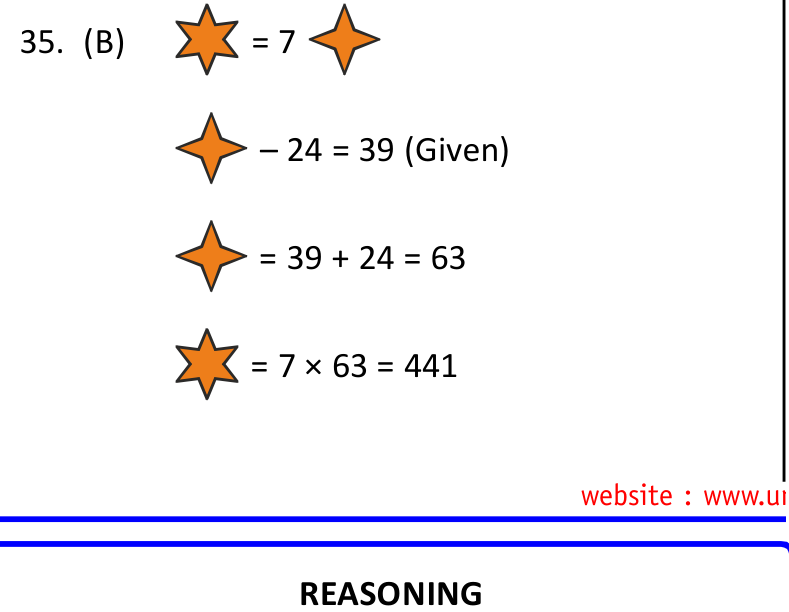 35. (B) = 7
– 24 = 39 (Given)
= 39 + 24 = 63
= 7 × 63 = 441
website : www.
REASONING